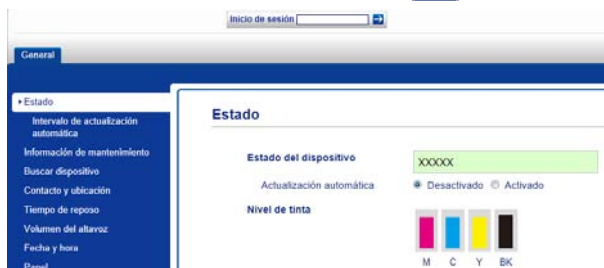 Inicio de sesión
General
Estado
Intervalo de actualización
automática
Información de mantenimiento
Buscar dispositivo
Contacto y ubicación
Tiempo de reposo
Volumen del altavoz
Fecha y hora
Panel
Estado
Estado del dispositivo XXXXX
Actualización automática Desactivado Activado
Nivel de tinta
M C Y BK